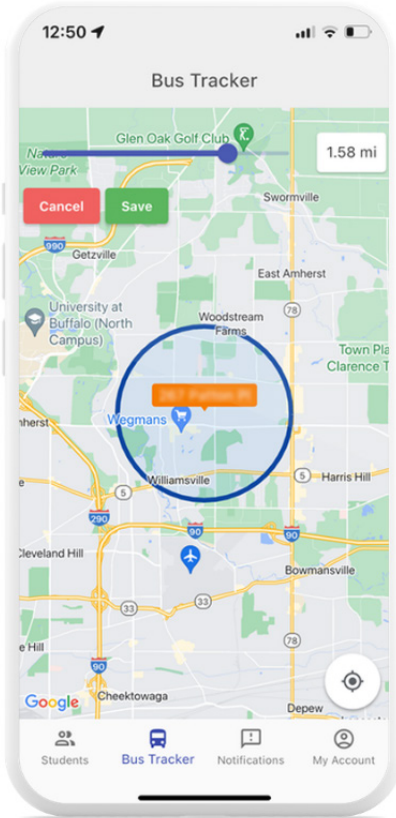 12:50
Bus Tracker
Glen Oak Golf Club
Nature
View Park
1.58 mi
Cancel
Save
Swormville
990
Getzville
East Amherst
University at
Buffalo (North
Campus)
78
Woodstream
Farms
Town Pla
Clarence T
mherst
Wegmans
Williamsville
5
Harris Hill
5
290
90
90
Cleveland Hill
Bowmansville
33
33
e Hill
78
90
Google
Cheektowaga
Depew
Students
Bus Tracker
Notifications
My Account